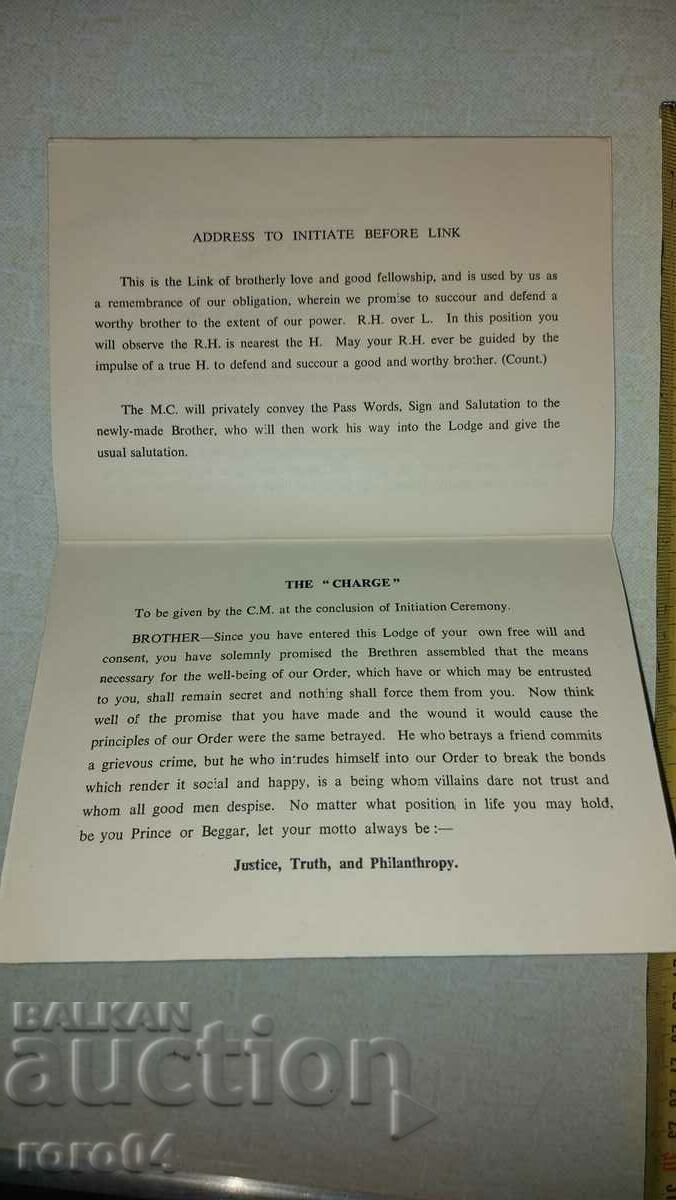 ADDRESS TO INITIATE BEFORE LINK
This is the Link of brotherly love and good fellowship, and is used by us as
a remembrance of our obligation, wherein we promise to succour and defend a
worthy brother to the extent of our power. R.H. over L. In this position you
will observe the R.H. is nearest the H. May your R.H. ever be guided by the
impulse of a true H. to defend and succour a good and worthy brother. (Count.)
The M.C. will privately convey the Pass Words, Sign and Salutation to the
newly-made Brother, who will then work his way into the Lodge and give the
usual salutation.
THE "CHARGE"
To be given by the C.M. at the conclusion of Initiation Ceremony.
BROTHER—Since you have entered this Lodge of your own free will and
consent, you have solemnly promised the Brethren assembled that the means
necessary for the well-being of our Order, which have or which may be entrusted
to you, shall remain secret and nothing shall force them from you. Now think
well of the promise that you have made and the wound it would cause the
principles of our Order were the same betrayed. He who betrays a friend commits
a grievous crime, but he who intrudes himself into our Order to break the bonds
which render it social and happy, is a being whom villains dare not trust and
whom all good men despise. No matter what position in life you may hold,
be you Prince or Beggar, let your motto always be :—
Justice, Truth, and Philanthropy.
BALKAN
auction
roro04